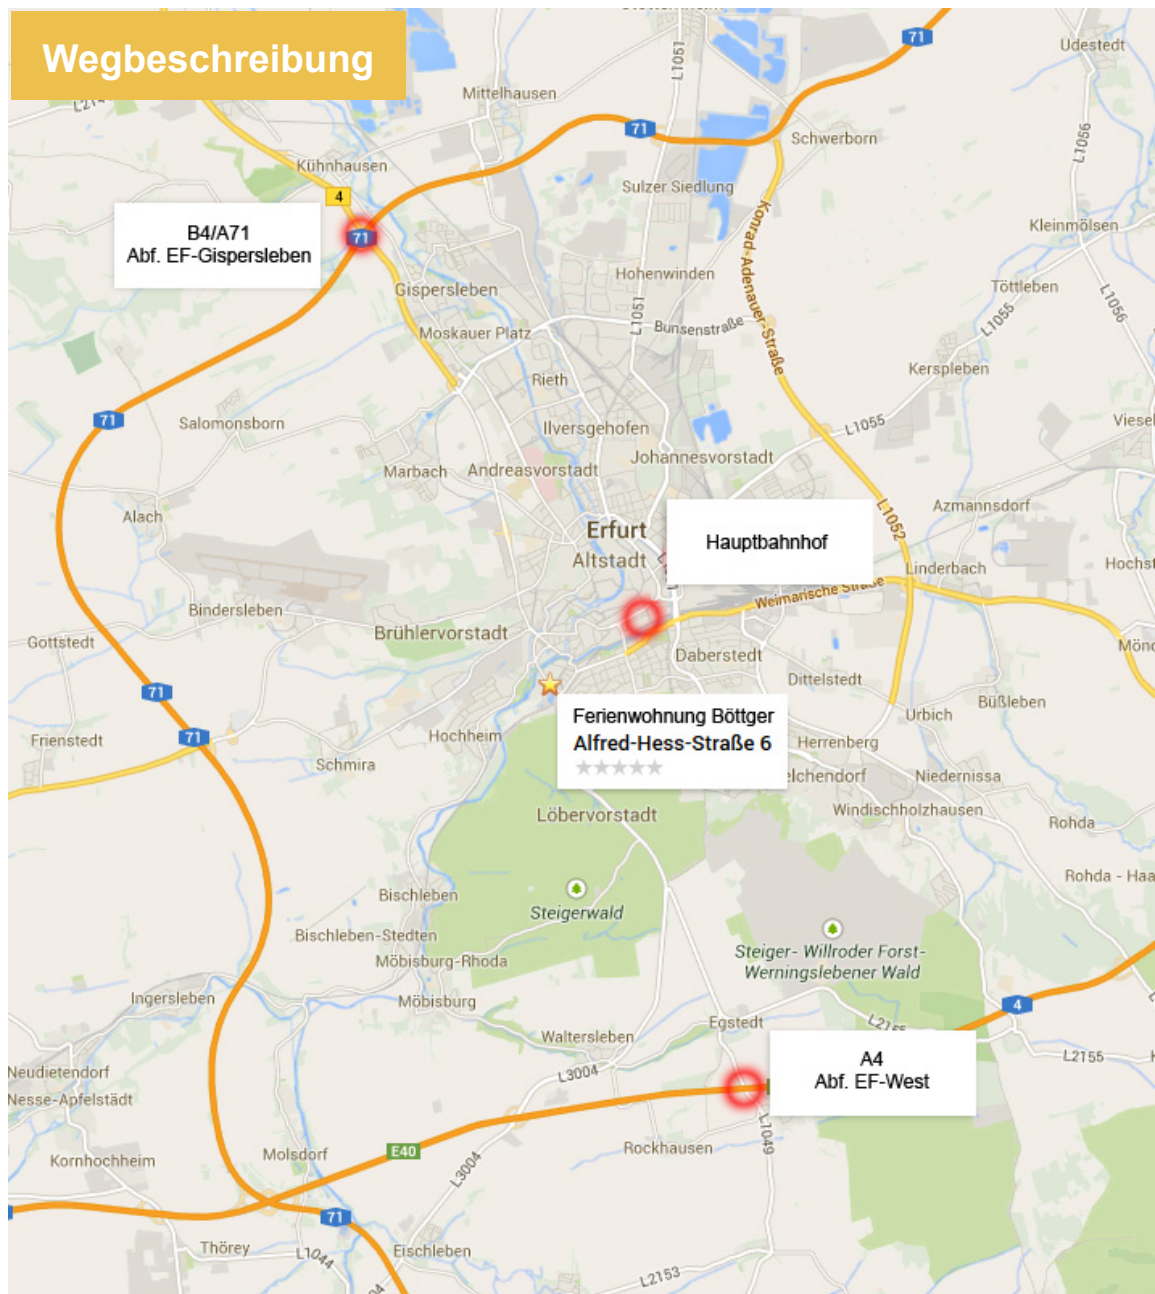 Wegbeschreibung
71
L1051
Udestedt
Mittelhausen
71
Schwerborn
L1056
Kühnhausen
4
Sulzer Siedlung
Konrad-Adenauer-Straße
Kleinmölsen
B4/A71
Abf. EF-Gispersleben
71
Hohenwinden
Töttleben
Gispersleben
L1051
L1055
L1056
Moskauer Platz
Bunsenstraße
Rieth
Kerspleben
71
Salomonsborn
Ilversgehofen
L1055
Marbach
Andreasvorstadt
Johannesvorstadt
Alach
Azmannsdorf
L1052
Erfurt
Altstadt
Hauptbahnhof
Linderbach
Weimarische Straße
Bindersleben
Gottstedt
Brühlervorstadt
Daberstedt
Dittelstedt
71
Büßleben
Urbich
Ferienwohnung Böttger
Alfred-Hess-Straße 6
Frienstedt
71
Hochheim
Herrenberg
Schmira
elchendorf
Niedernissa
Löbervorstadt
Windischholzhausen
Rohda
Rohda - Haa
Bischleben
Steigerwald
Bischleben-Stedten
Steiger- Willroder Forst-
Werningslebener Wald
Möbisburg-Rhoda
Ingersleben
Möbisburg
4
Egstedt
Waltersleben
L2155
A4
Abf. EF-West
L3004
Neudietendorf
Nesse-Apfelstädt
E40
Rockhausen
L1049
Kornhochheim
Molsdorf
L3004
71
Thörey
L1044
Eischleben
L2153